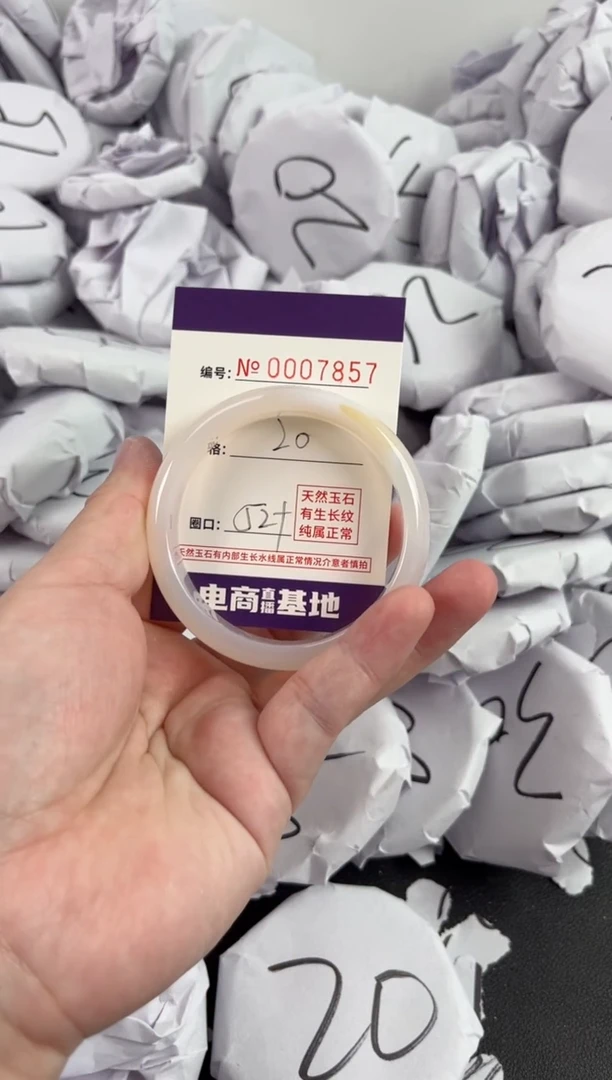 编号: № 0007857
格: 20
圈口: 52+
天然玉石
有生长纹
纯属正常
天然玉石有内部生长水线属正常情况介意者慎拍
电商直播基地
20